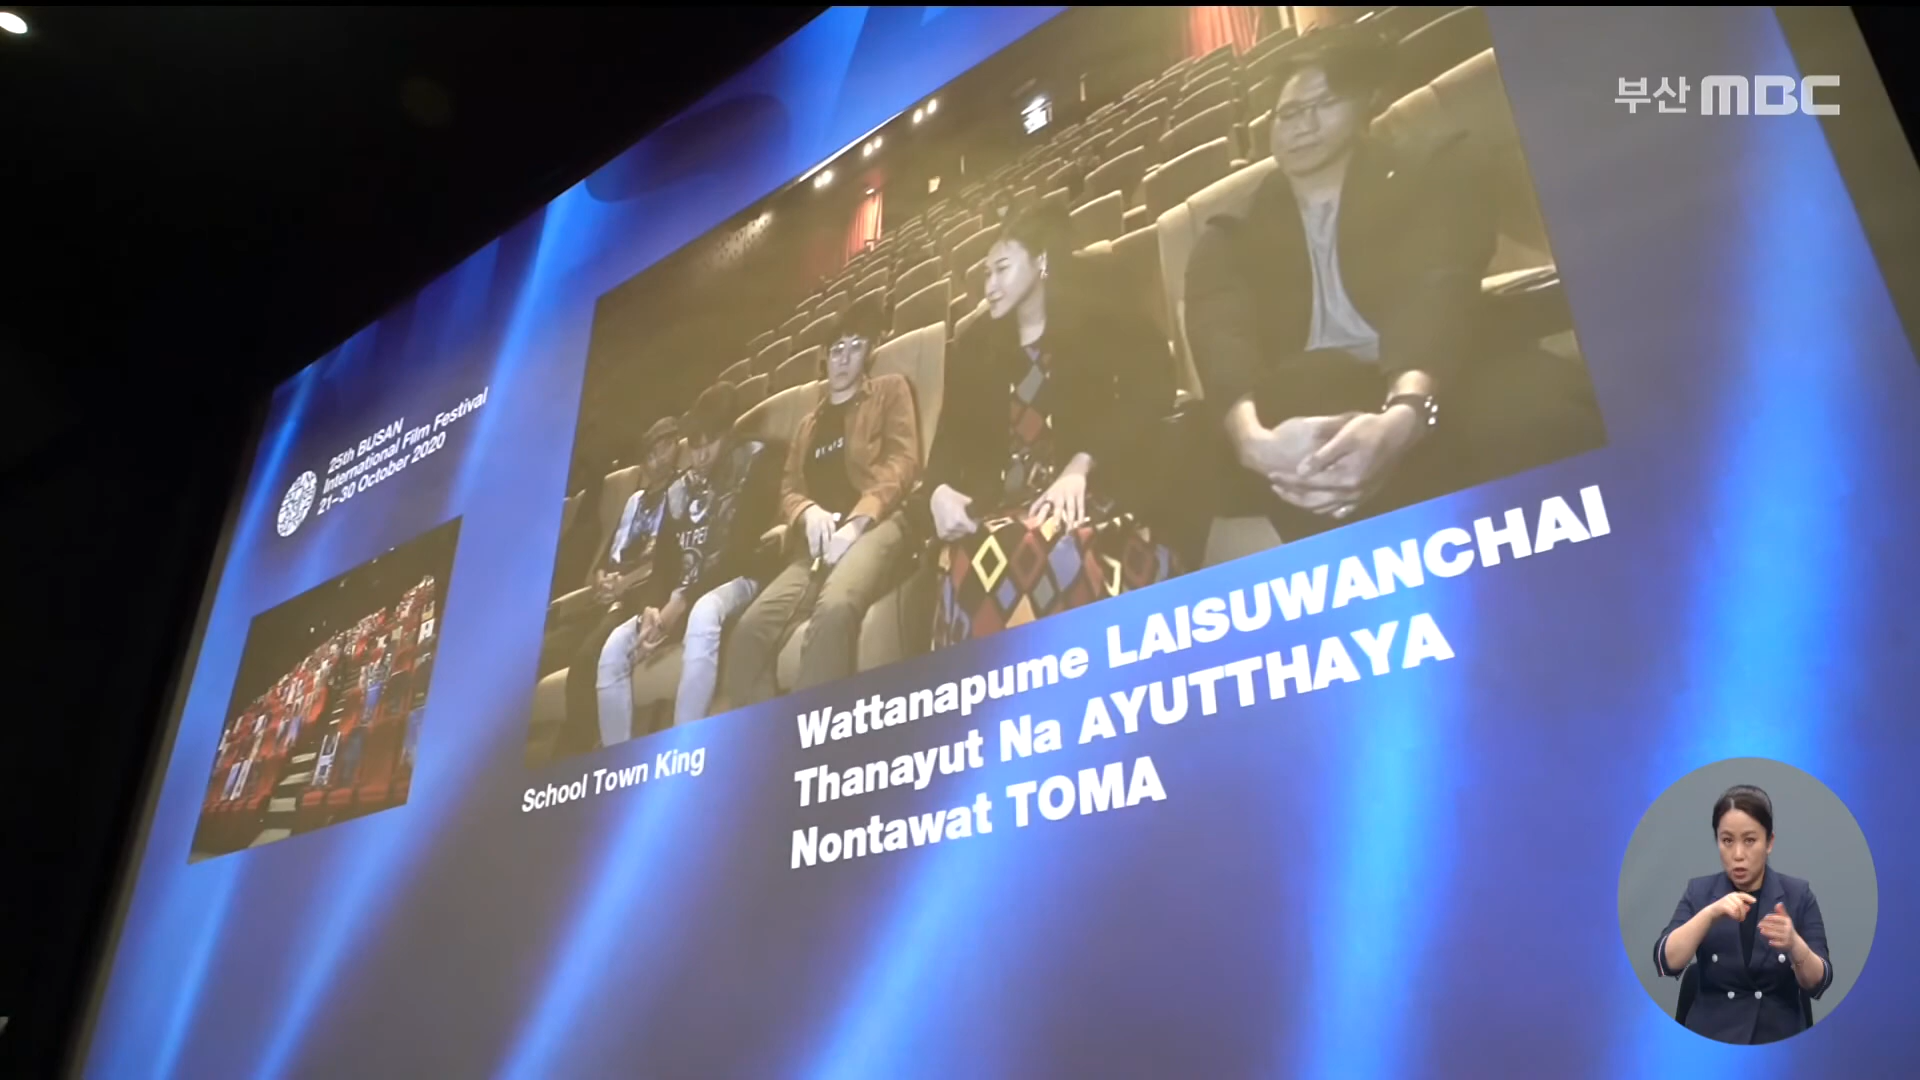 부산 MBC
25th BUSAN
International Film Festival
21–30 October 2020
School Town King
Wattanapume LAISUWANCHAI
Thanayut Na AYUTTHAYA
Nontawat TOMA